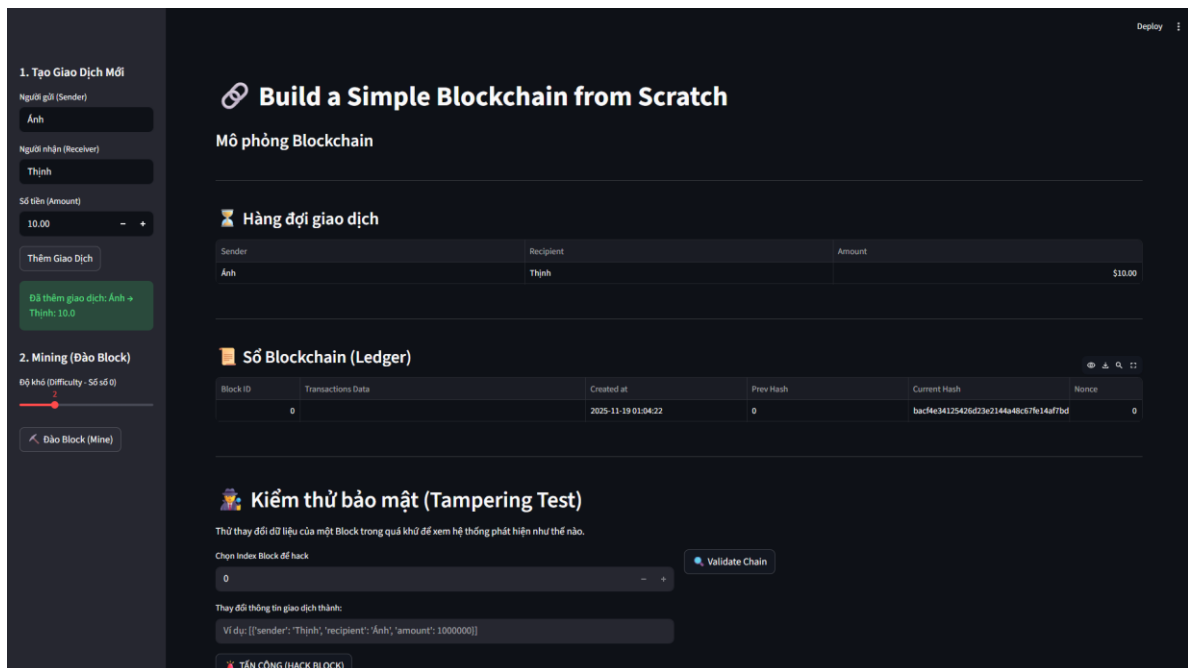 Deploy
1. Tạo Giao Dịch Mới
Người gửi (Sender)
Ánh
Người nhận (Receiver)
Thịnh
Số tiền (Amount)
10.00
Thêm Giao Dịch
Đã thêm giao dịch: Ánh →
Thịnh: 10.0
2. Mining (Đào Block)
Độ khó (Difficulty - Số số 0)
2
Đào Block (Mine)
Build a Simple Blockchain from Scratch
Mô phỏng Blockchain
Hàng đợi giao dịch
Sender Recipient Amount
Ánh Thịnh $10.00
Sổ Blockchain (Ledger)
Block ID Transactions Data Created at Prev Hash Current Hash Nonce
0 2025-11-19 01:04:22 0 bacf4e34125426d23e2144a48c67fe14af7bd 0
Kiểm thử bảo mật (Tampering Test)
Thử thay đổi dữ liệu của một Block trong quá khứ để xem hệ thống phát hiện như thế nào.
Chọn Index Block để hack
0
Validate Chain
Thay đổi thông tin giao dịch thành:
Ví dụ: [{'sender': 'Thịnh', 'recipient': 'Ánh', 'amount': 1000000}]
TẤN CÔNG (HACK BLOCK)